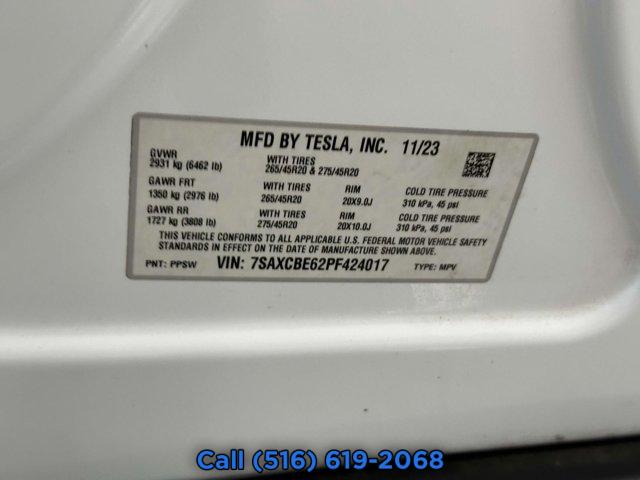 MFD BY TESLA, INC. 11/23
GVWR
2931 kg (6462 lb)
WITH TIRES
265/45R20 & 275/45R20
GAWR FRT
1350 kg (2976 lb)
WITH TIRES
265/45R20
RIM
20X9.0J
COLD TIRE PRESSURE
310 kPa, 45 psi
GAWR RR
1727 kg (3808 lb)
WITH TIRES
275/45R20
RIM
20X10.0J
COLD TIRE PRESSURE
310 kPa, 45 psi
THIS VEHICLE CONFORMS TO ALL APPLICABLE U.S. FEDERAL MOTOR VEHICLE SAFETY
STANDARDS IN EFFECT ON THE DATE OF MANUFACTURE SHOWN ABOVE.
PNT: PPSW VIN: 7SAXCBE62PF424017 TYPE: MPV
Call (516) 619-2068